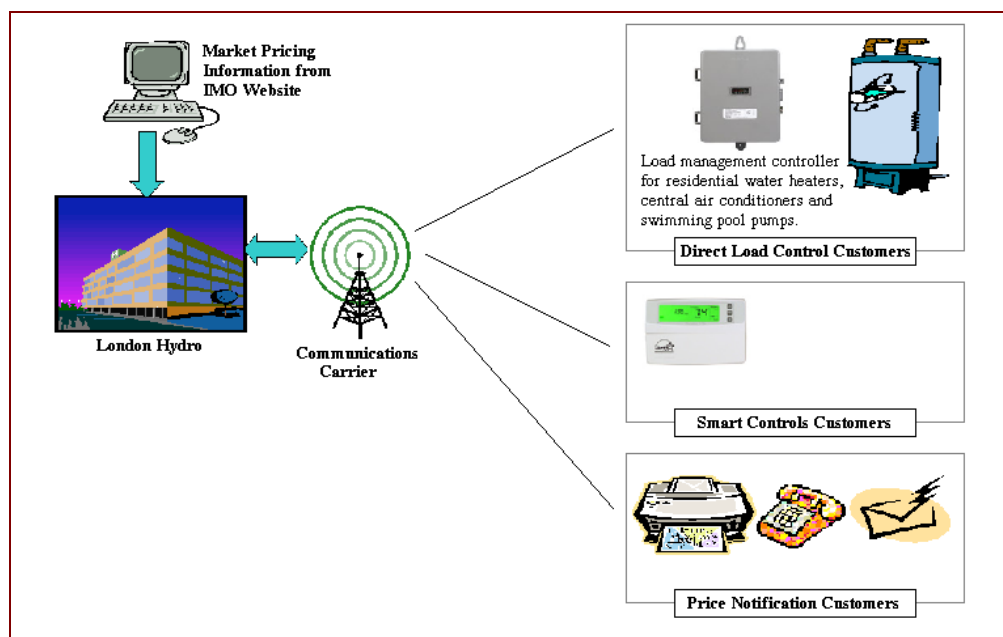 Market Pricing
Information from
IMO Website
London Hydro
Communications
Carrier
Load management controller
for residential water heaters,
central air conditioners and
swimming pool pumps.
Direct Load Control Customers
Smart Controls Customers
Price Notification Customers